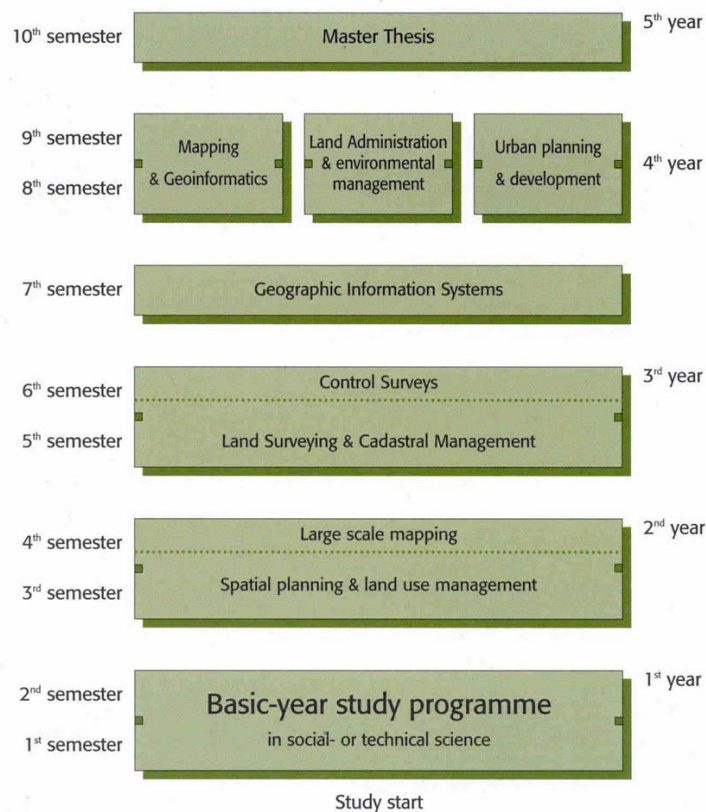 10th semester
Master Thesis
5th year
9th semester
8th semester
Mapping
& Geoinformatics
Land Administration
& environmental
management
Urban planning
& development
4th year
7th semester
Geographic Information Systems
6th semester
Control Surveys
3rd year
5th semester
Land Surveying & Cadastral Management
4th semester
Large scale mapping
2nd year
3rd semester
Spatial planning & land use management
2nd semester
Basic-year study programme
1st year
1st semester
in social- or technical science
Study start